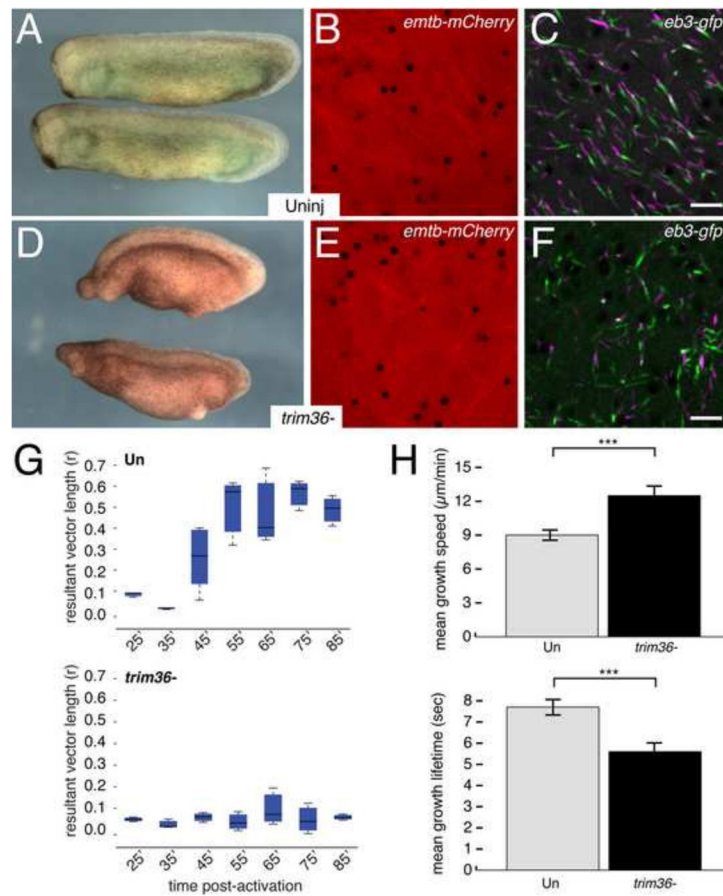 A
B
emtb-mCherry
C
eb3-gfp
Uninj
D
E
emtb-mCherry
F
eb3-gfp
trim36-
G
Un
resultant vector length (r)
0.7
0.6
0.5
0.4
0.3
0.2
0.1
0.0
25'
35'
45'
55'
65'
75'
85'
trim36-
resultant vector length (r)
0.7
0.6
0.5
0.4
0.3
0.2
0.1
0.0
25'
35'
45'
55'
65'
75'
85'
time post-activation
H
***
mean growth speed (µm/min)
15
12
9
6
3
0
Un
trim36-
***
mean growth lifetime (sec)
8
7
6
5
4
3
2
1
0
Un
trim36-